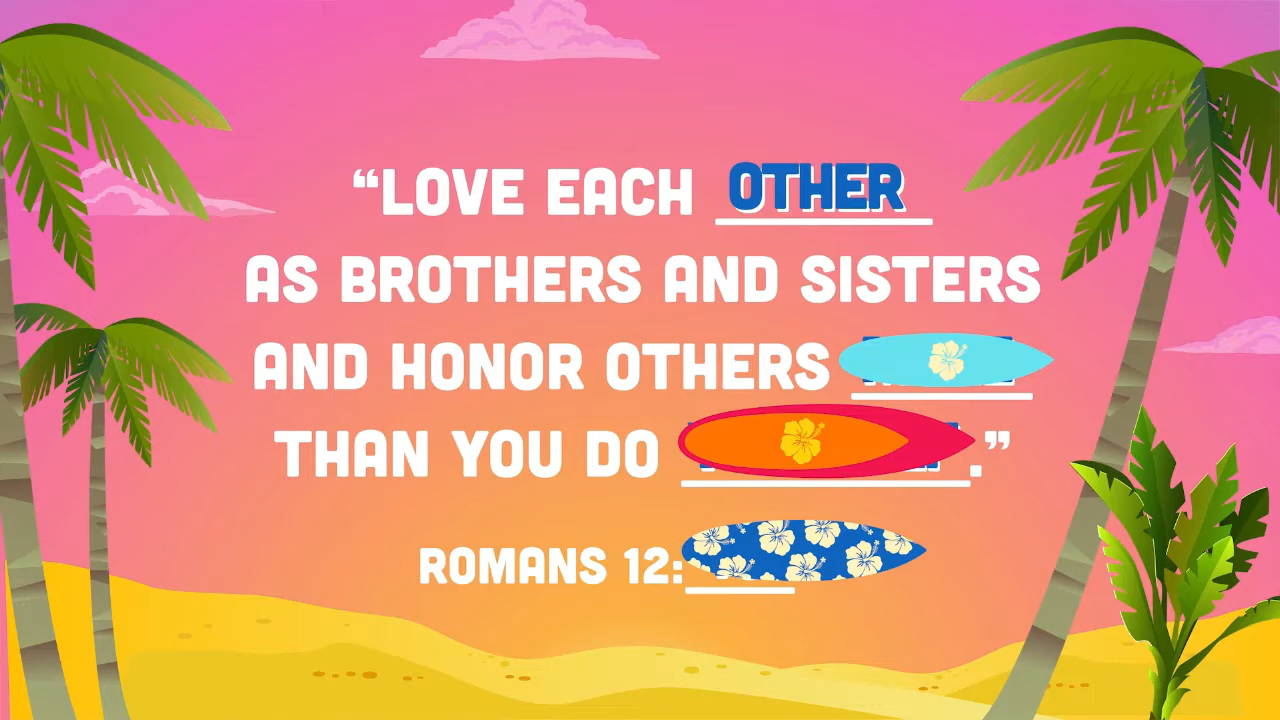 “LOVE EACH OTHER
AS BROTHERS AND SISTERS
AND HONOR OTHERS
THAN YOU DO .”
ROMANS 12: